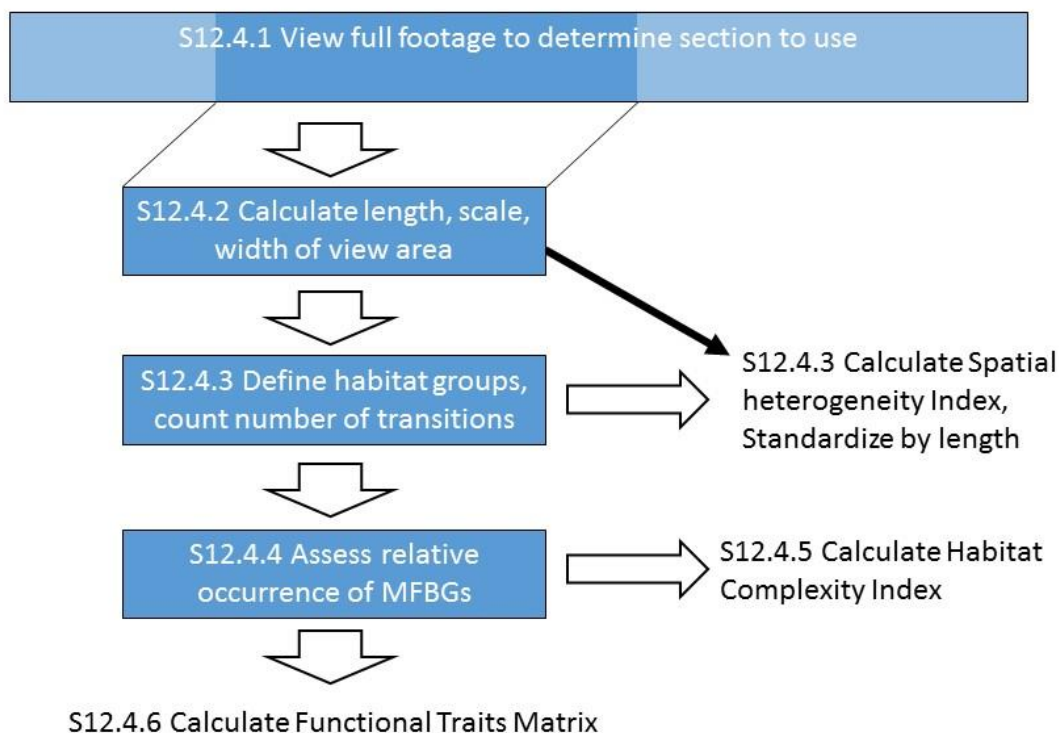 S12.4.1 View full footage to determine section to use
S12.4.2 Calculate length, scale,
width of view area
S12.4.3 Define habitat groups,
count number of transitions
S12.4.3 Calculate Spatial
heterogeneity Index,
Standardize by length
S12.4.4 Assess relative
occurrence of MFBGs
S12.4.5 Calculate Habitat
Complexity Index
S12.4.6 Calculate Functional Traits Matrix